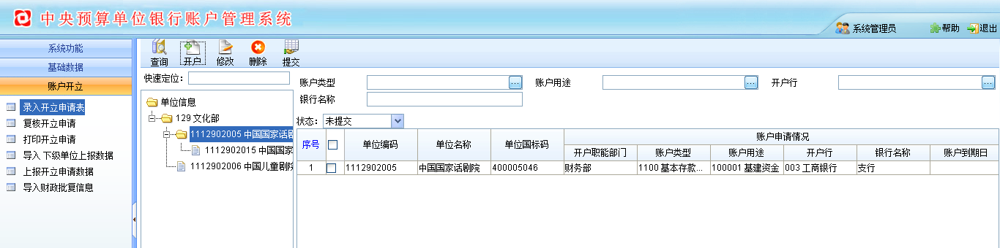 中央预算单位银行账户管理系统
系统管理员 帮助 退出
系统功能
基础数据
账户开立
录入开立申请表
复核开立申请
打印开立申请
导入下级单位上报数据
上报开立申请数据
导入财政批复信息
查询 开户 修改 删除 提交
快速定位:
单位信息
129 文化部
1112902005 中国国家话剧
1112902015 中国国家
1112902006 中国儿童剧院
账户类型 ... 账户用途 ... 开户行 ...
银行名称
状态: 未提交
序号 单位编码 单位名称 单位国标码 账户申请情况
开户职能部门 账户类型 账户用途 开户行 银行名称 账户到期日
1 1112902005 中国国家话剧院 400005046 财务部 1100 基本存款... 100001 基建资金 003 工商银行 支行